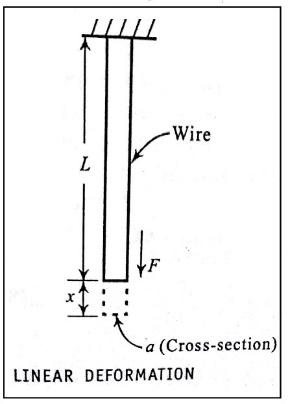 Wire
L
F
x
a (Cross-section)
LINEAR DEFORMATION